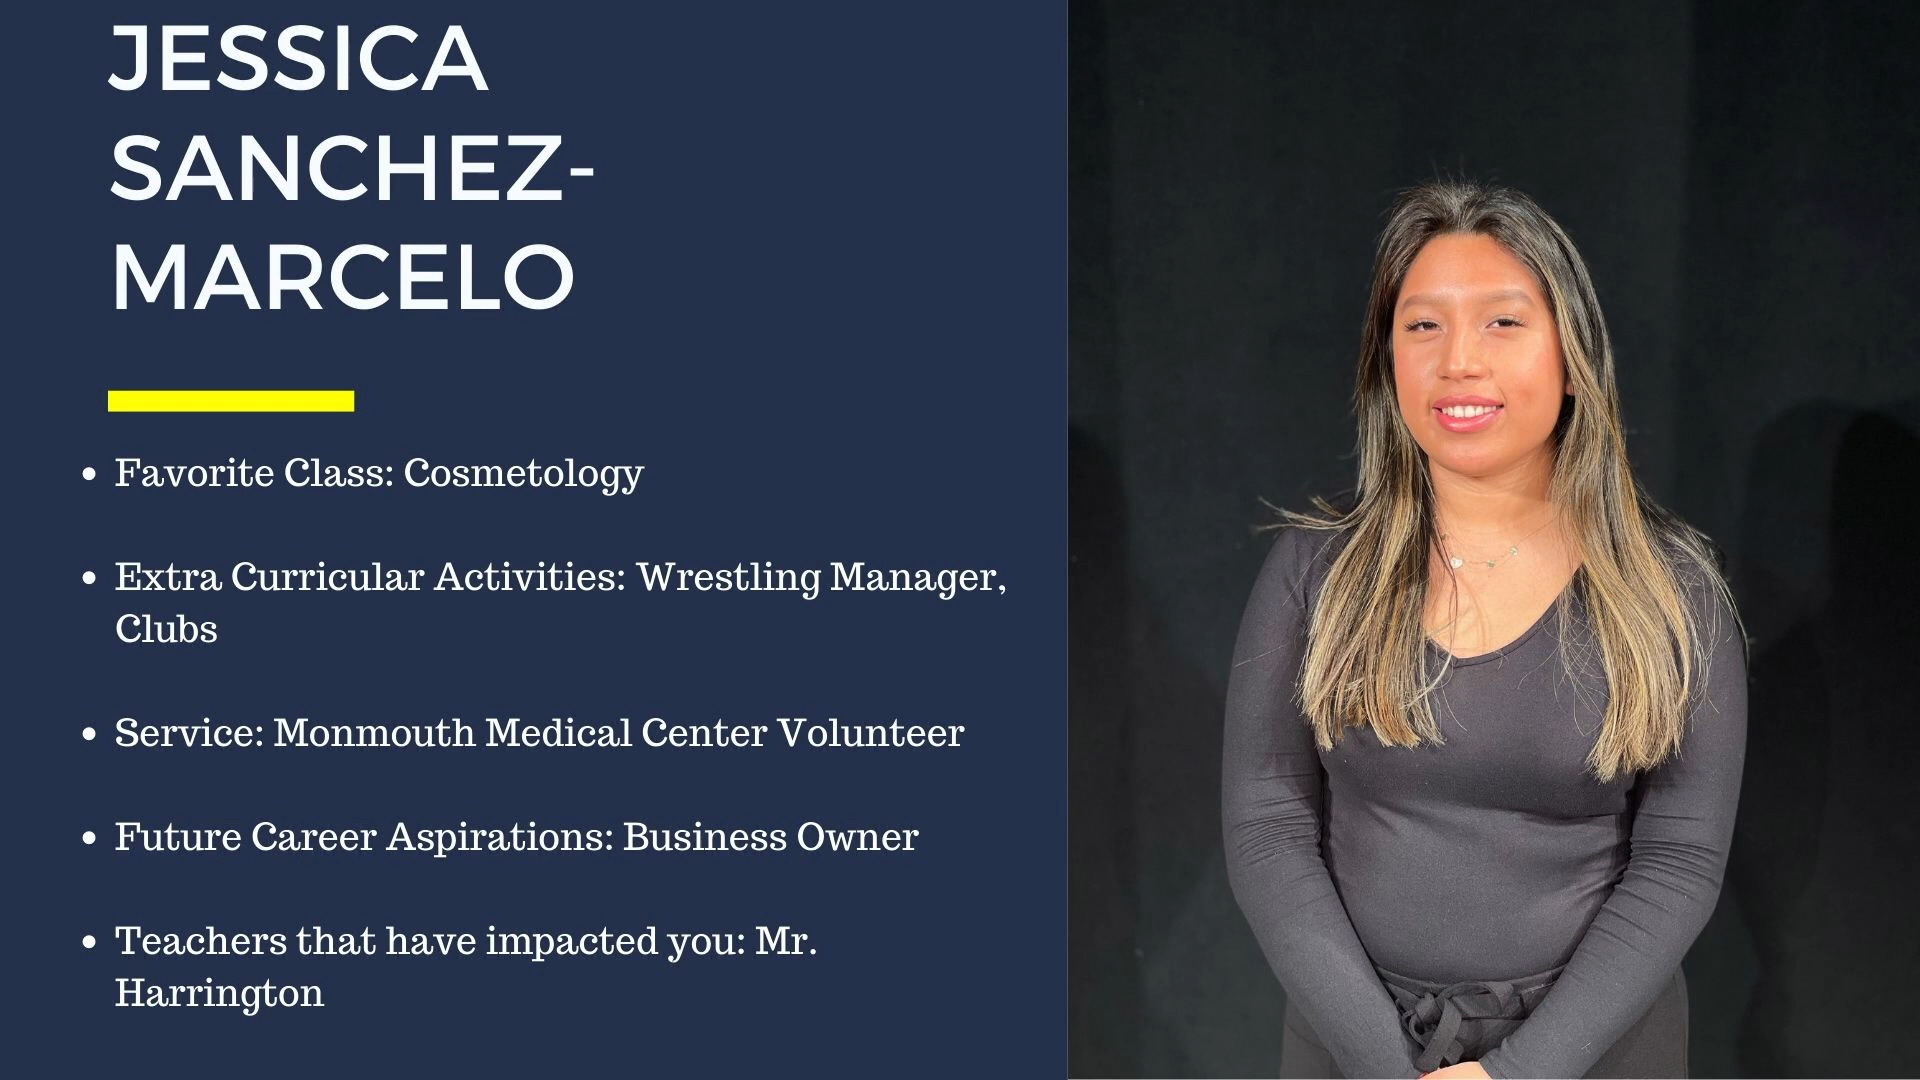 JESSICA
SANCHEZ-
MARCELO
• Favorite Class: Cosmetology
• Extra Curricular Activities: Wrestling Manager,
Clubs
• Service: Monmouth Medical Center Volunteer
• Future Career Aspirations: Business Owner
• Teachers that have impacted you: Mr.
Harrington